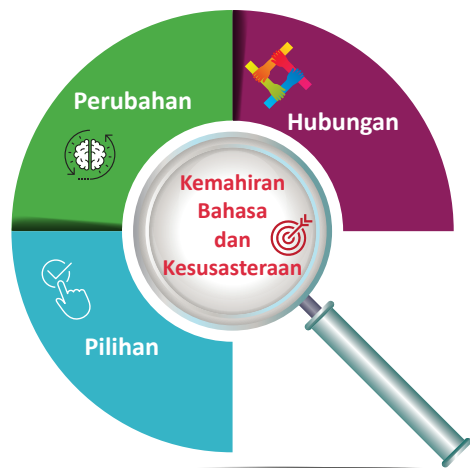 Perubahan
Hubungan
Kemahiran
Bahasa
dan
Kesusasteraan
Pilihan